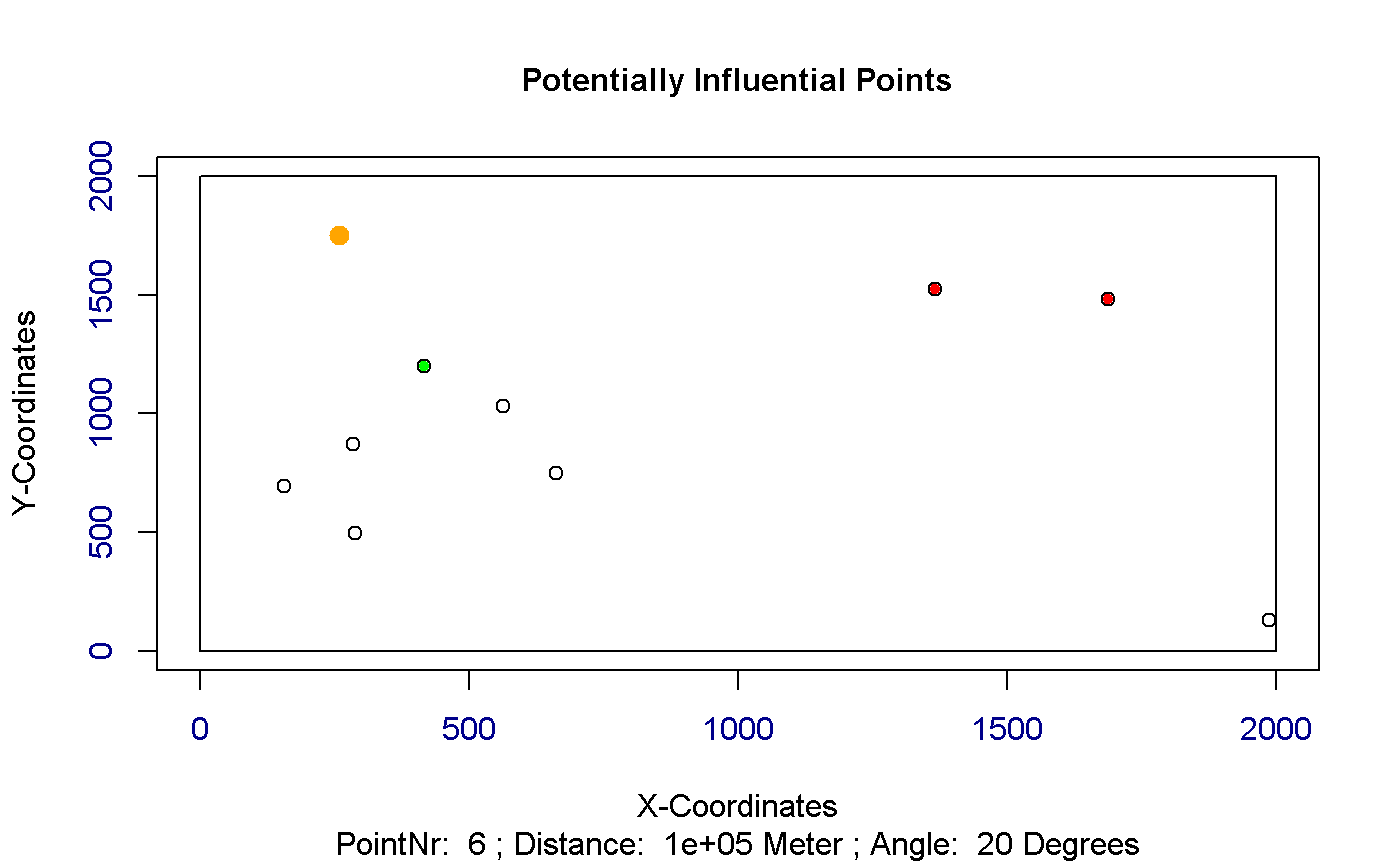 Potentially Influential Points
2000
1500
1000
500
0
Y-Coordinates
0 500 1000 1500 2000
X-Coordinates
PointNr: 6 ; Distance: 1e+05 Meter ; Angle: 20 Degrees